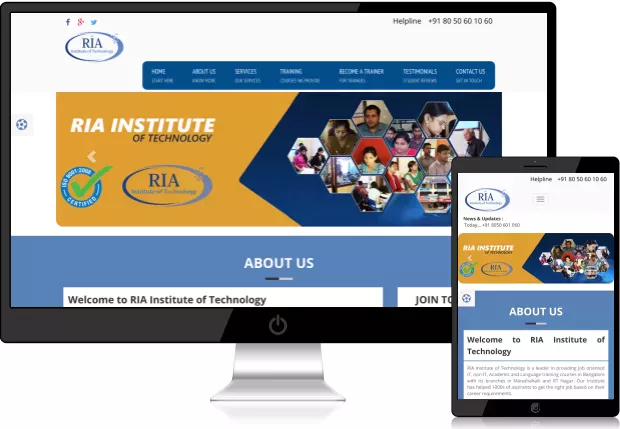 Helpline +91 80 50 60 10 60
RIA
Institute of Technology
HOME ABOUT US SERVICES TRAINING BECOME A TRAINER TESTIMONIALS CONTACT US
START HERE KNOW MORE OUR SERVICES COURSES WE PROVIDE FOR TRAINERS STUDENT REVIEWS GET IN TOUCH
RIA INSTITUTE
OF TECHNOLOGY
ISO 9001:2008
CERTIFIED
RIA
Institute of Technology
ABOUT US
Welcome to RIA Institute of Technology
JOIN TO
Helpline +91 80 50 60 10 60
RIA
Institute of Technology
News & Updates :
Today... +91 8050 601 060
RIA INSTITUTE
OF TECHNOLOGY
ABOUT US
Welcome to RIA Institute of
Technology
RIA Institute of Technology is a leader in providing job oriented
IT, non-IT, Academic and Language training courses in Bangalore
with its branches in Marathahalli and BT Nagar. Our Institute
has helped 1000s of aspirants to get the right job based on their
career requirements.